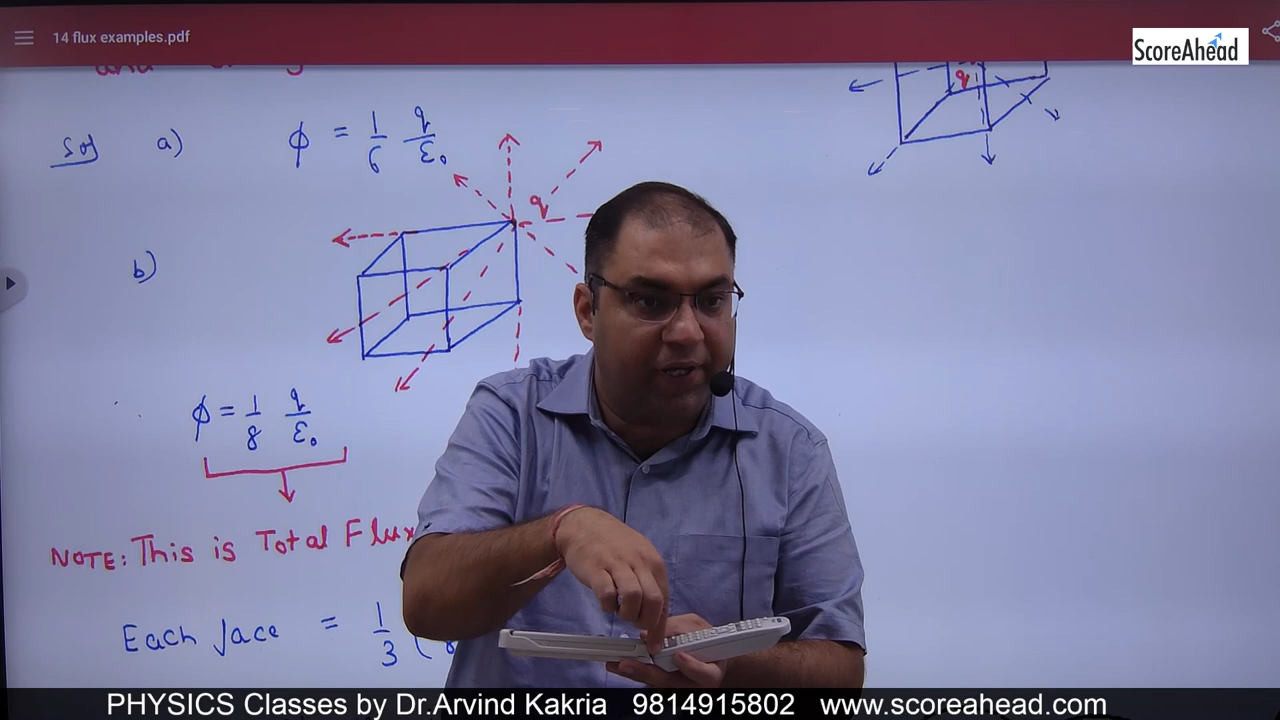 14 flux examples.pdf
ScoreAhead
and
q
Sol a) ϕ = 1/6 q/ε₀
q
b)
ϕ = 1/8 q/ε₀
NOTE: This is Total Flux
Each face = 1/3 (
PHYSICS Classes by Dr.Arvind Kakria 9814915802 www.scoreahead.com